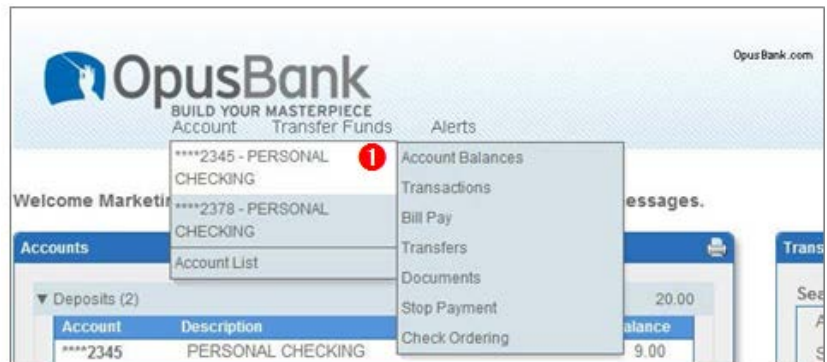 OpusBank.com
OpusBank
BUILD YOUR MASTERPIECE
Account Transfer Funds Alerts
****2345 - PERSONAL CHECKING
1
****2378 - PERSONAL CHECKING
Account List
Account Balances
Transactions
Bill Pay
Transfers
Documents
Stop Payment
Check Ordering
Welcome essages.
Accounts
Deposits (2) 20.00
Account Description alance
****2345 PERSONAL CHECKING 9.00
Trans